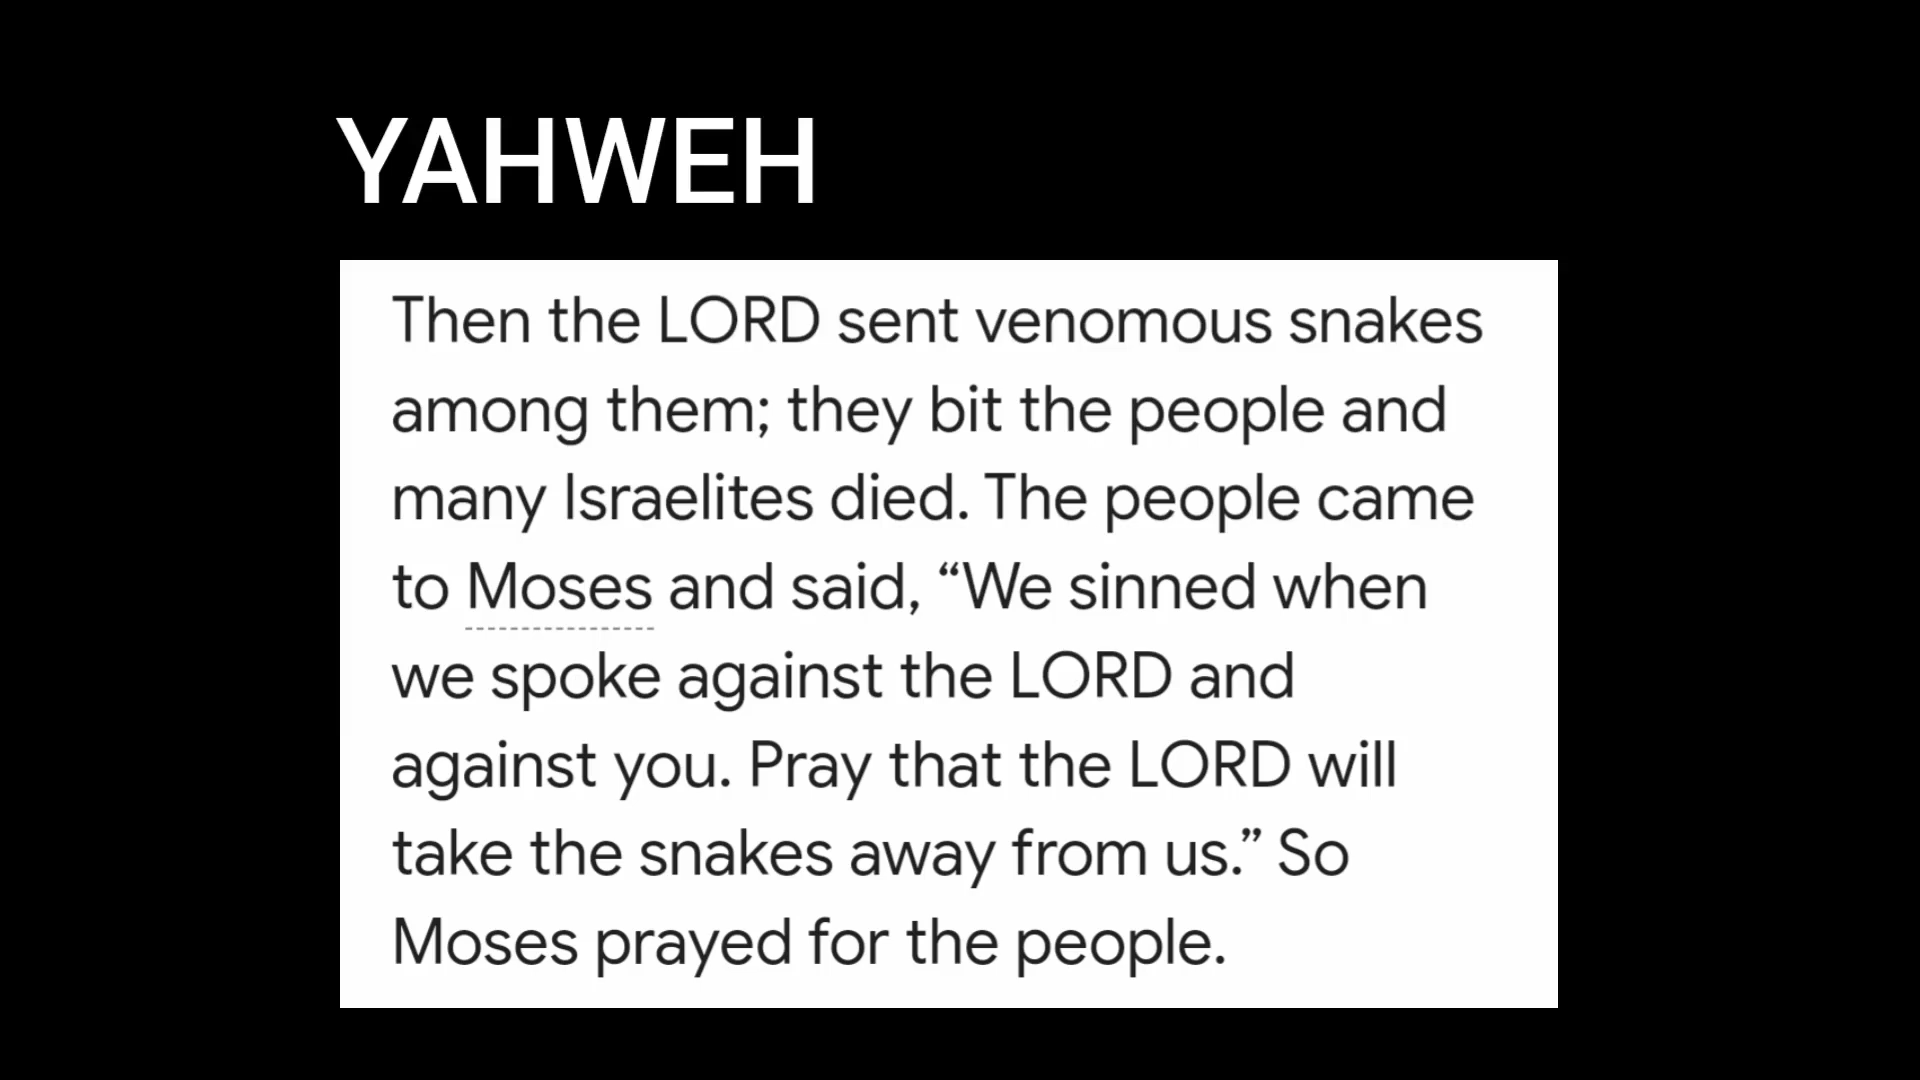 YAHWEH
Then the LORD sent venomous snakes
among them; they bit the people and
many Israelites died. The people came
to Moses and said, “We sinned when
we spoke against the LORD and
against you. Pray that the LORD will
take the snakes away from us.” So
Moses prayed for the people.